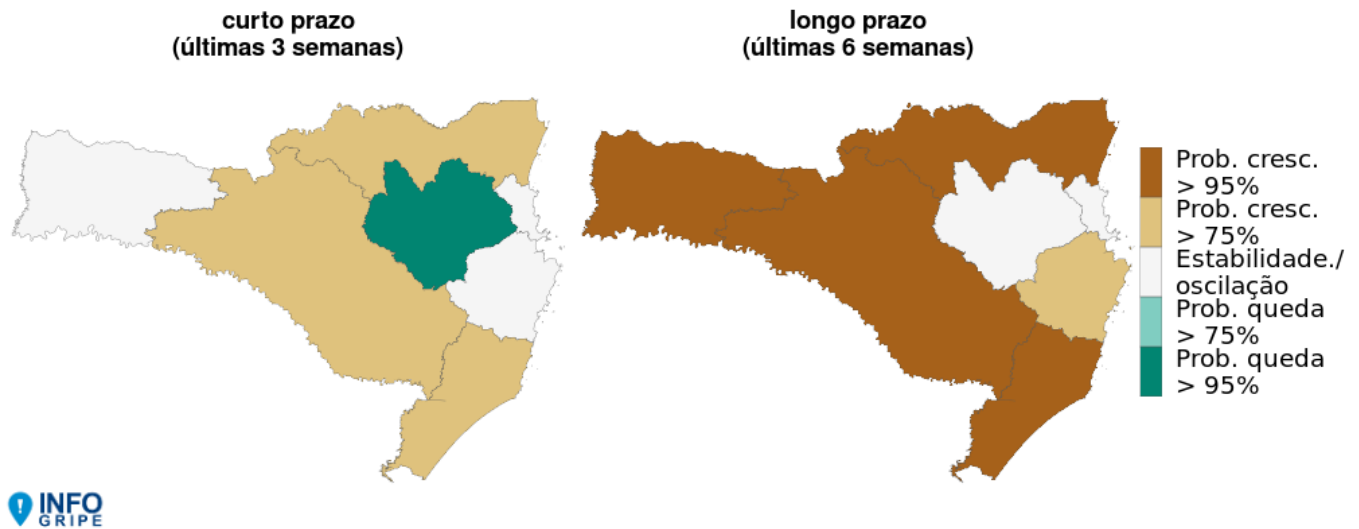 curto prazo
(últimas 3 semanas)
longo prazo
(últimas 6 semanas)
Prob. cresc.
> 95%
Prob. cresc.
> 75%
Estabilidade./
oscilação
Prob. queda
> 75%
Prob. queda
> 95%
INFO
GRIPE